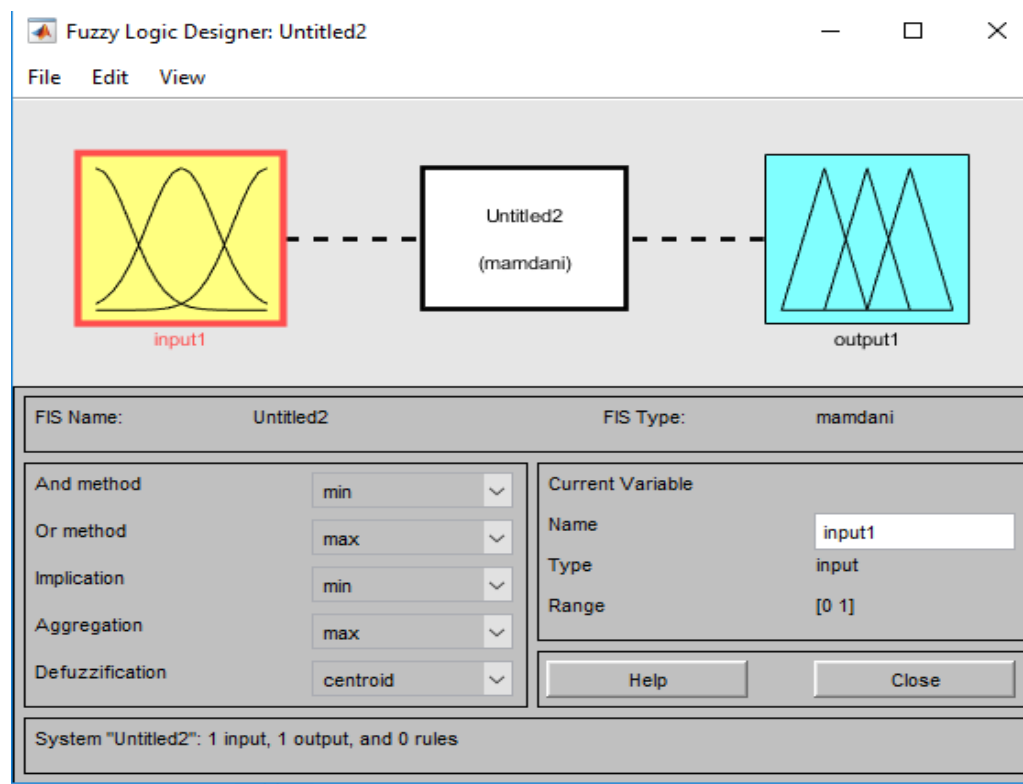 Fuzzy Logic Designer: Untitled2
File Edit View
Untitled2
(mamdani)
input1
output1
FIS Name: Untitled2 FIS Type: mamdani
And method min
Or method max
Implication min
Aggregation max
Defuzzification centroid
Current Variable
Name input1
Type input
Range [0 1]
Help Close
System "Untitled2": 1 input, 1 output, and 0 rules